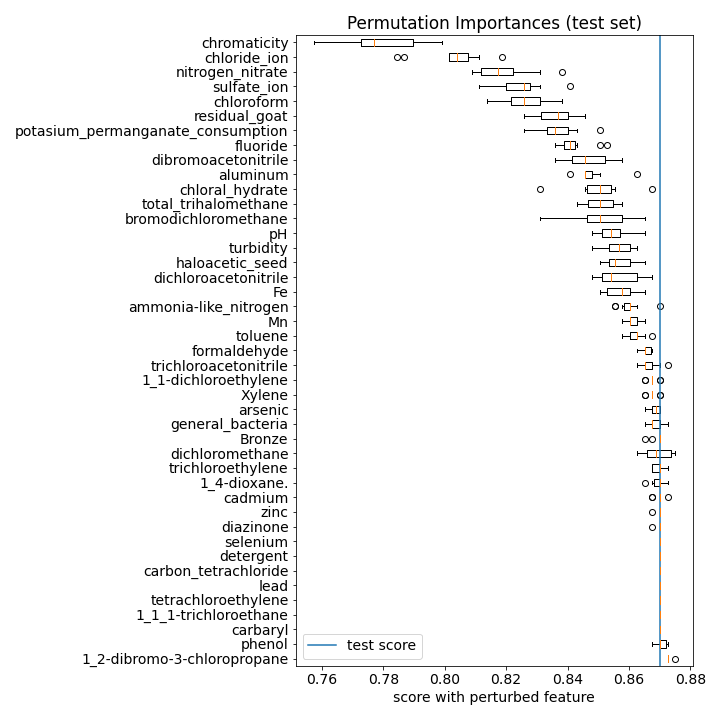 Permutation Importances (test set)
chromaticity
chloride_ion
nitrogen_nitrate
sulfate_ion
chloroform
residual_goat
potasium_permanganate_consumption
fluoride
dibromoacetonitrile
aluminum
chloral_hydrate
total_trihalomethane
bromodichloromethane
pH
turbidity
haloacetic_seed
dichloroacetonitrile
Fe
ammonia-like_nitrogen
Mn
toluene
formaldehyde
trichloroacetonitrile
1_1-dichloroethylene
Xylene
arsenic
general_bacteria
Bronze
dichloromethane
trichloroethylene
1_4-dioxane.
cadmium
zinc
diazinone
selenium
detergent
carbon_tetrachloride
lead
tetrachloroethylene
1_1_1-trichloroethane
carbaryl
phenol
1_2-dibromo-3-chloropropane
test score
0.76 0.78 0.80 0.82 0.84 0.86 0.88
score with perturbed feature